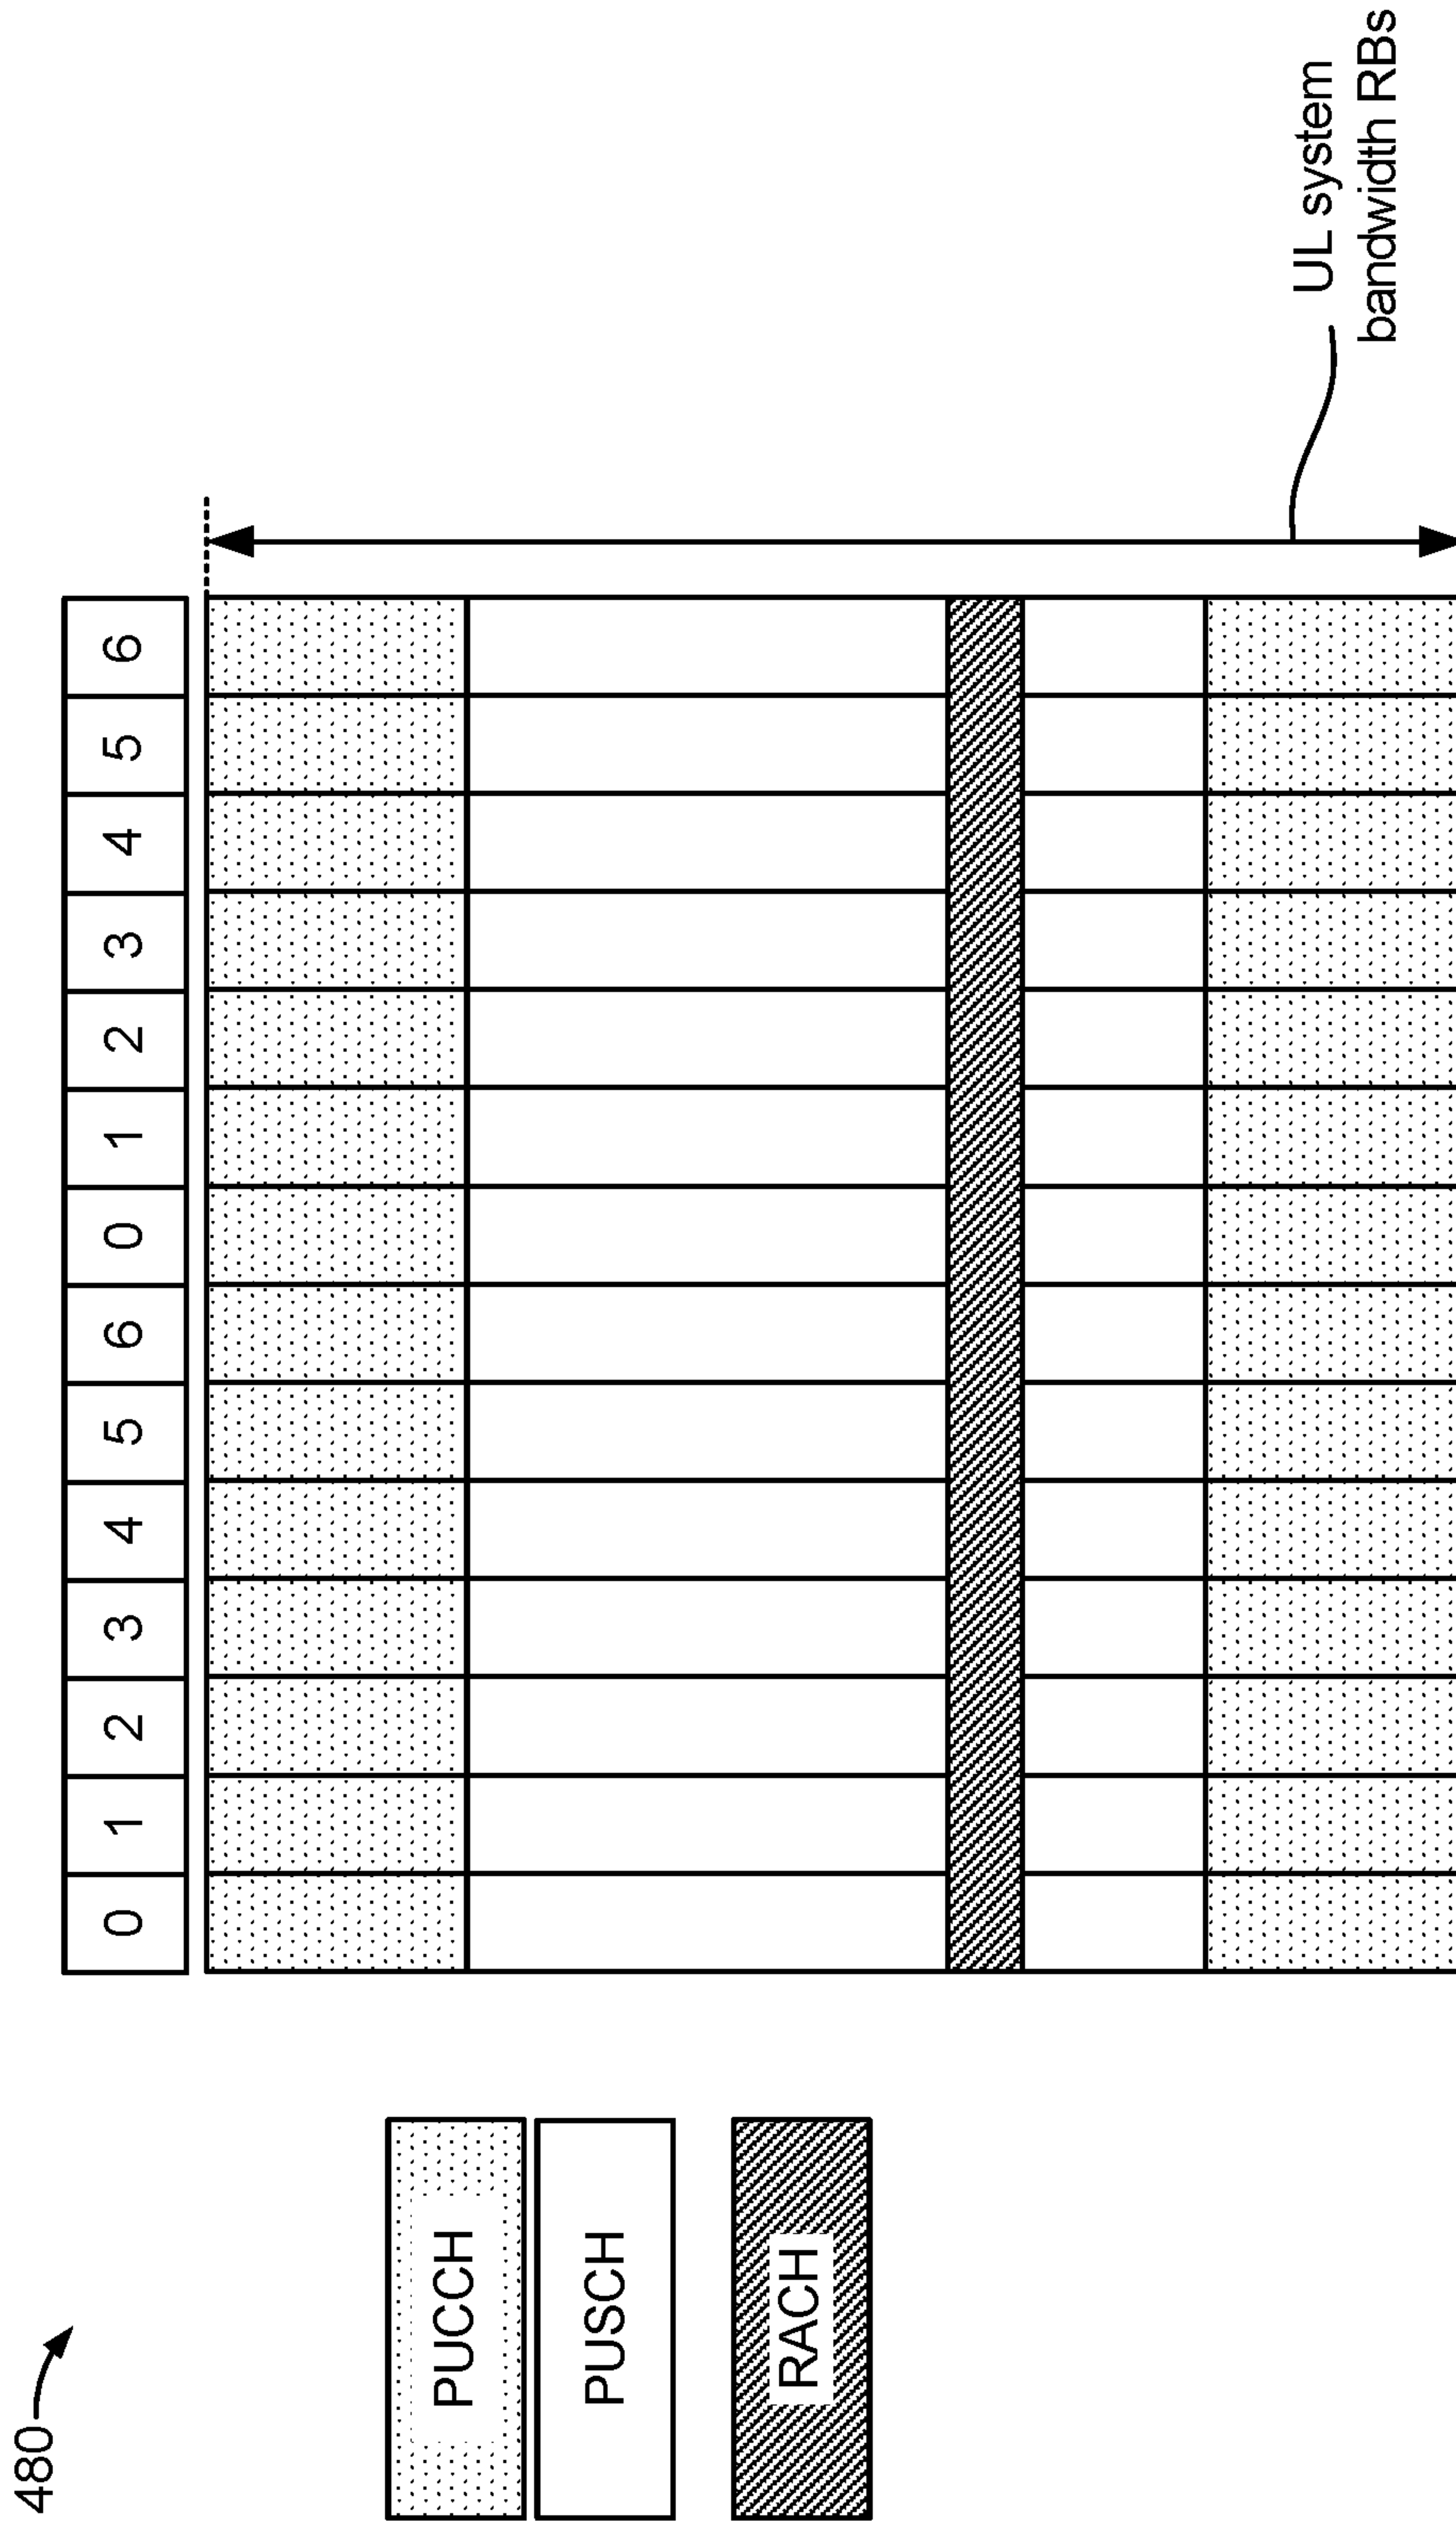 480
0 1 2 3 4 5 6 0 1 2 3 4 5 6
PUCCH
PUSCH
RACH
UL system
bandwidth RBs